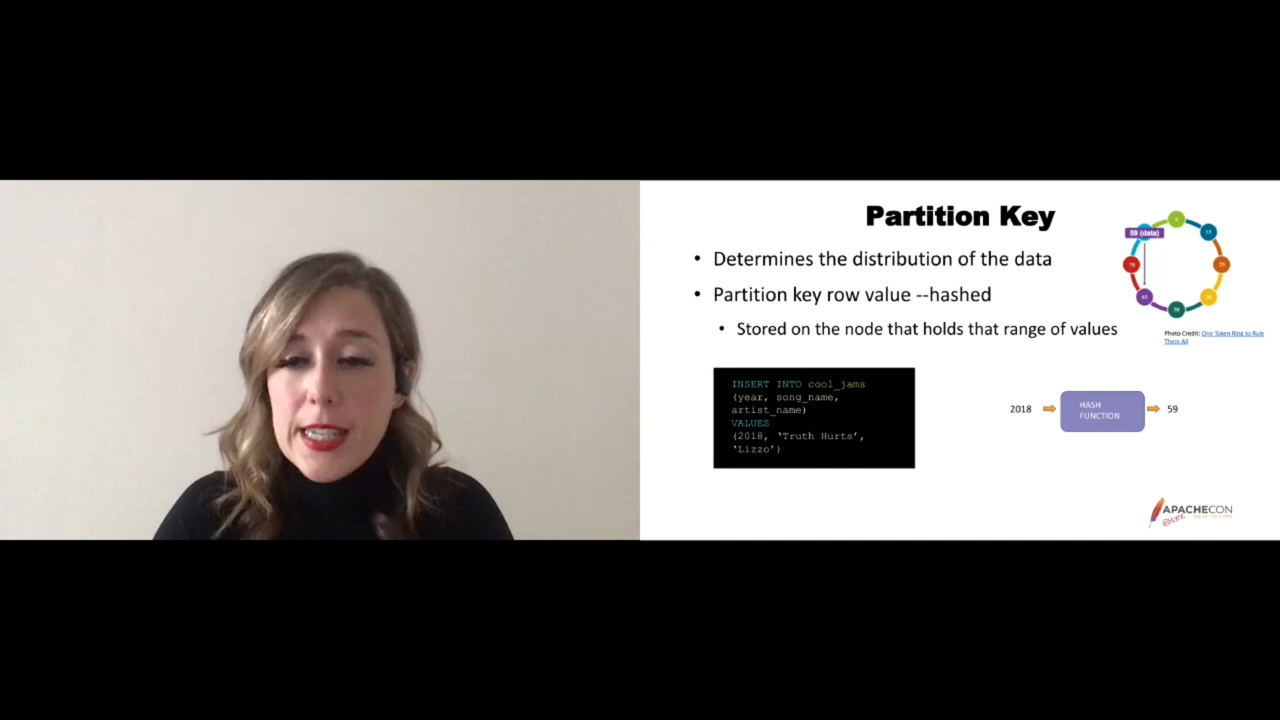 Partition Key
59 (data)
• Determines the distribution of the data
• Partition key row value --hashed
• Stored on the node that holds that range of values
Photo Credit: One Token Ring to Rule
Them All
INSERT INTO cool_jams
(year, song_name,
artist_name)
VALUES
(2018, ‘Truth Hurts’,
‘Lizzo’)
2018
HASH
FUNCTION
59
APACHECON
@Home